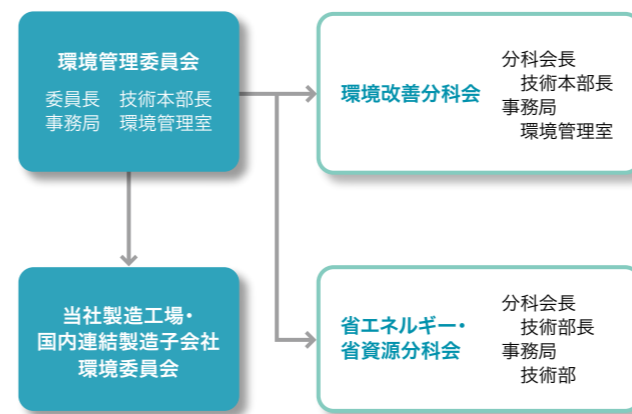 環境管理委員会
委員長 技術本部長
事務局 環境管理室
環境改善分科会
分科会長
技術本部長
事務局
環境管理室
当社製造工場・
国内連結製造子会社
環境委員会
省エネルギー・
省資源分科会
分科会長
技術部長
事務局
技術部